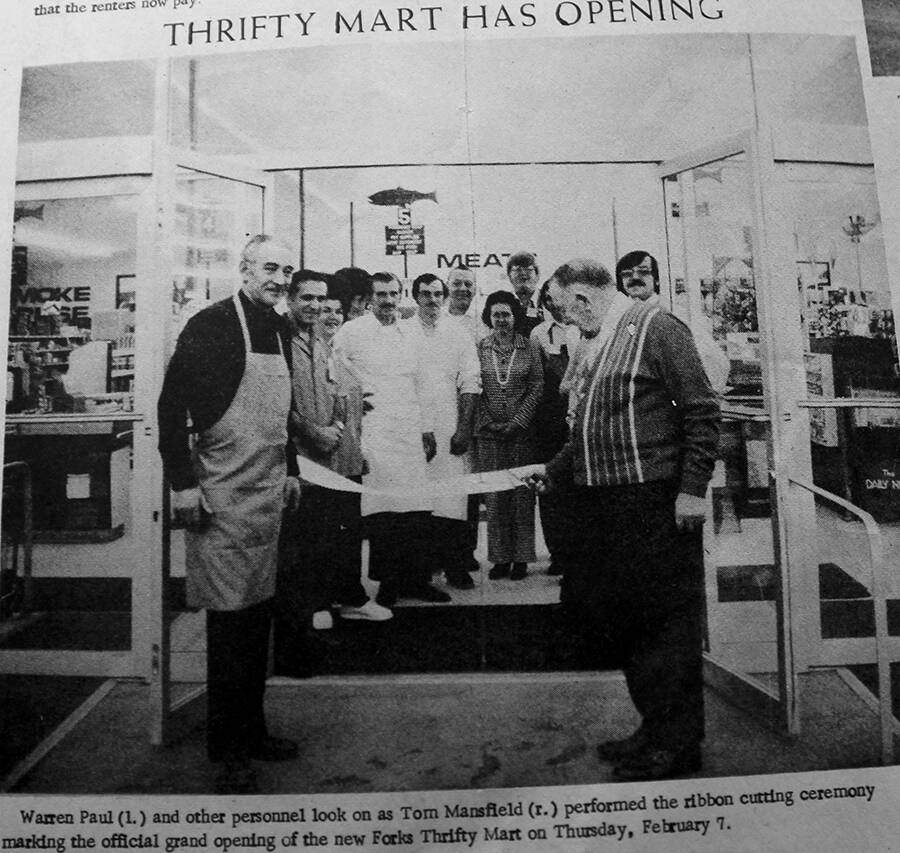 that the renters now pay.
THRIFTY MART HAS OPENING
5
MEAT
MOKE
The
DAILY N
Warren Paul (l.) and other personnel look on as Tom Mansfield (r.) performed the ribbon cutting ceremony
marking the official grand opening of the new Forks Thrifty Mart on Thursday, February 7.